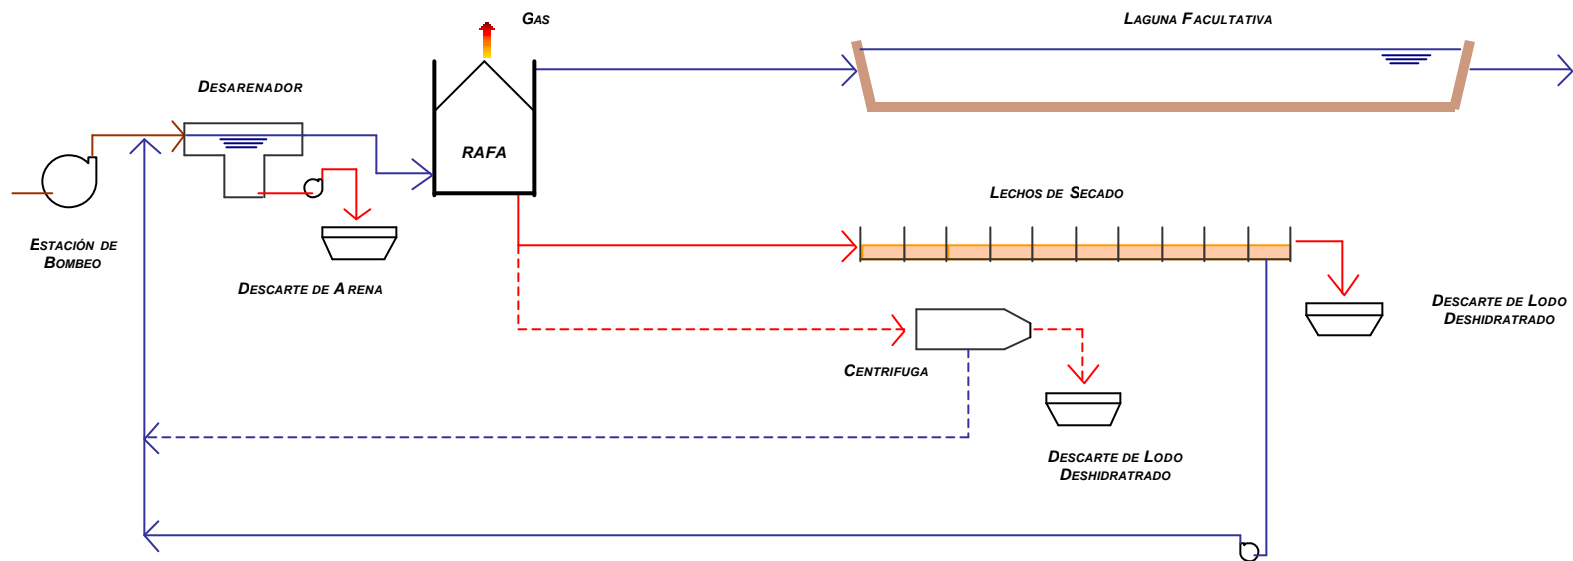 GAS
LAGUNA FACULTATIVA
DESARENADOR
RAFA
LECHOS DE SECADO
ESTACIÓN DE
BOMBEO
DESCARTE DE ARENA
DESCARTE DE LODO
DESHIDRATRADO
CENTRIFUGA
DESCARTE DE LODO
DESHIDRATADO